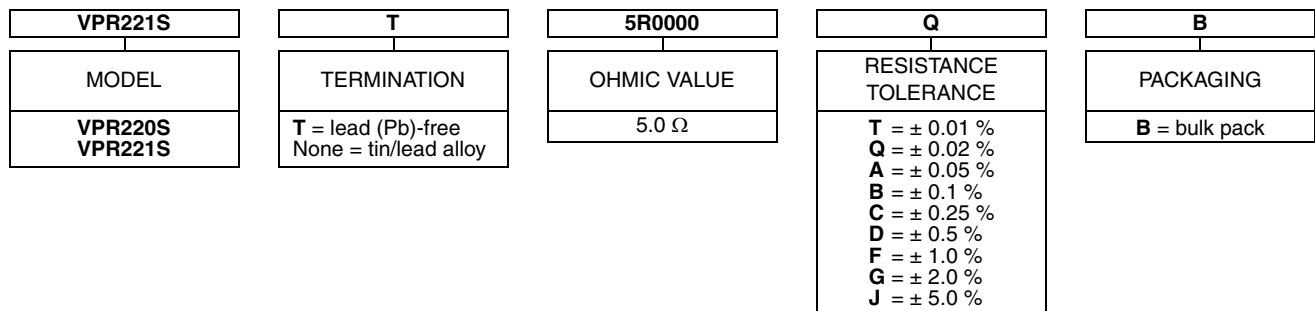 VPR221S T 5R0000 Q B
MODEL
TERMINATION
OHMIC VALUE
RESISTANCE
TOLERANCE
PACKAGING
VPR220S
VPR221S
T = lead (Pb)-free
None = tin/lead alloy
5.0 Ω
T = ± 0.01 %
Q = ± 0.02 %
A = ± 0.05 %
B = ± 0.1 %
C = ± 0.25 %
D = ± 0.5 %
F = ± 1.0 %
G = ± 2.0 %
J = ± 5.0 %
B = bulk pack